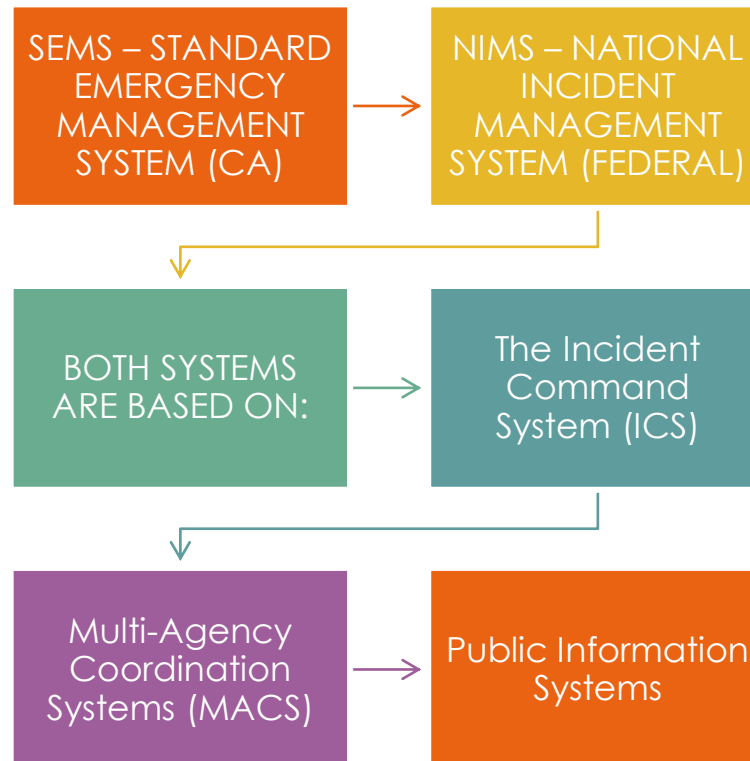 SEMS – STANDARD
EMERGENCY
MANAGEMENT
SYSTEM (CA)
NIMS – NATIONAL
INCIDENT
MANAGEMENT
SYSTEM (FEDERAL)
BOTH SYSTEMS
ARE BASED ON:
The Incident
Command
System (ICS)
Multi-Agency
Coordination
Systems (MACS)
Public Information
Systems